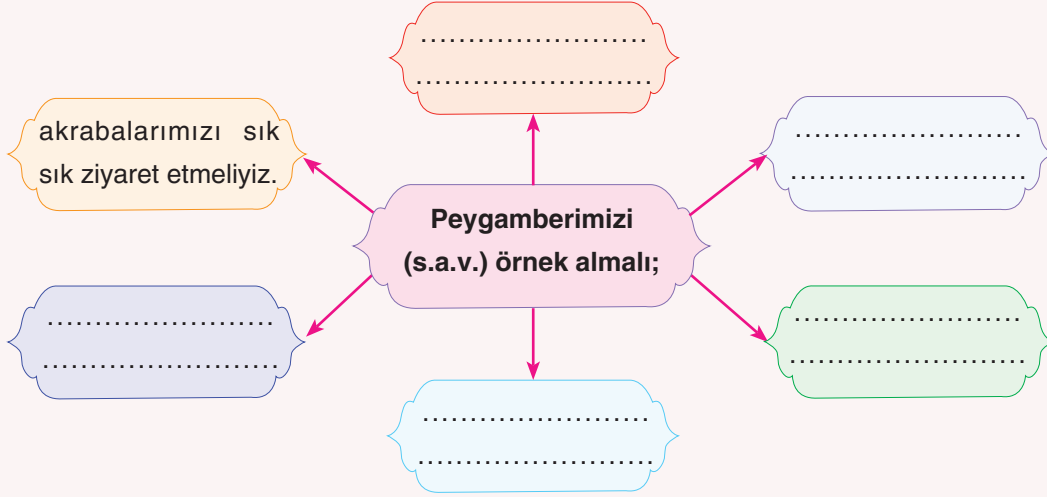 akrabalarımızı sık
sık ziyaret etmeliyiz.
Peygamberimizi
(s.a.v.) örnek almalı;